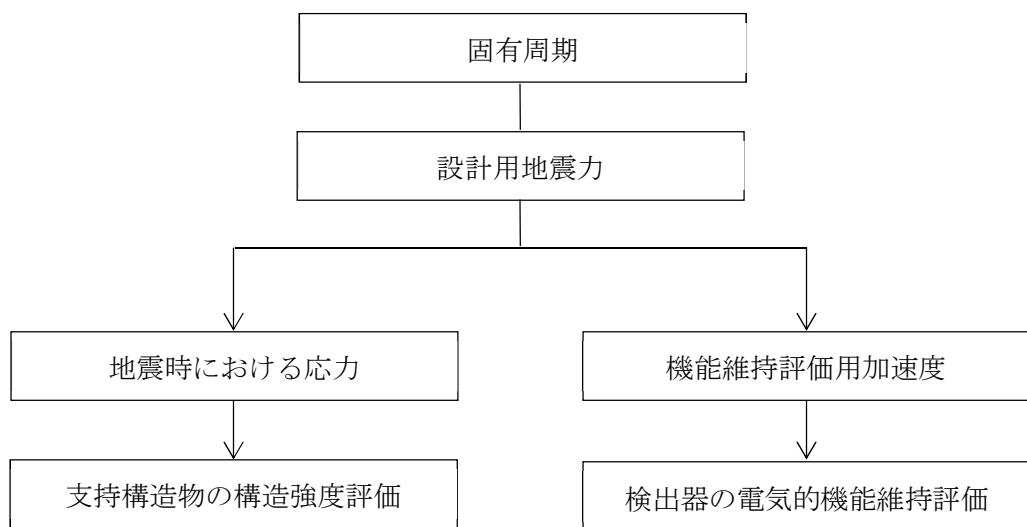 固有周期
設計用地震力
地震時における応力
機能維持評価用加速度
支持構造物の構造強度評価
検出器の電気的機能維持評価